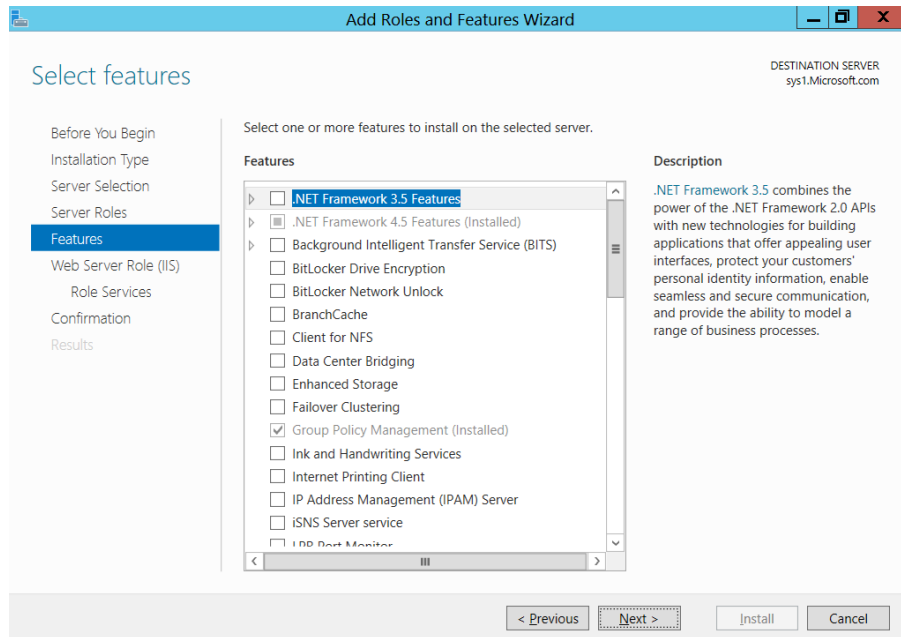 Add Roles and Features Wizard
Select features
DESTINATION SERVER
sys1.Microsoft.com
Before You Begin
Installation Type
Server Selection
Server Roles
Features
Web Server Role (IIS)
Role Services
Confirmation
Results
Select one or more features to install on the selected server.
Features
.NET Framework 3.5 Features
.NET Framework 4.5 Features (Installed)
Background Intelligent Transfer Service (BITS)
BitLocker Drive Encryption
BitLocker Network Unlock
BranchCache
Client for NFS
Data Center Bridging
Enhanced Storage
Failover Clustering
Group Policy Management (Installed)
Ink and Handwriting Services
Internet Printing Client
IP Address Management (IPAM) Server
iSNS Server service
LPR Port Monitor
Description
.NET Framework 3.5 combines the
power of the .NET Framework 2.0 APIs
with new technologies for building
applications that offer appealing user
interfaces, protect your customers'
personal identity information, enable
seamless and secure communication,
and provide the ability to model a
range of business processes.
< Previous
Next >
Install
Cancel